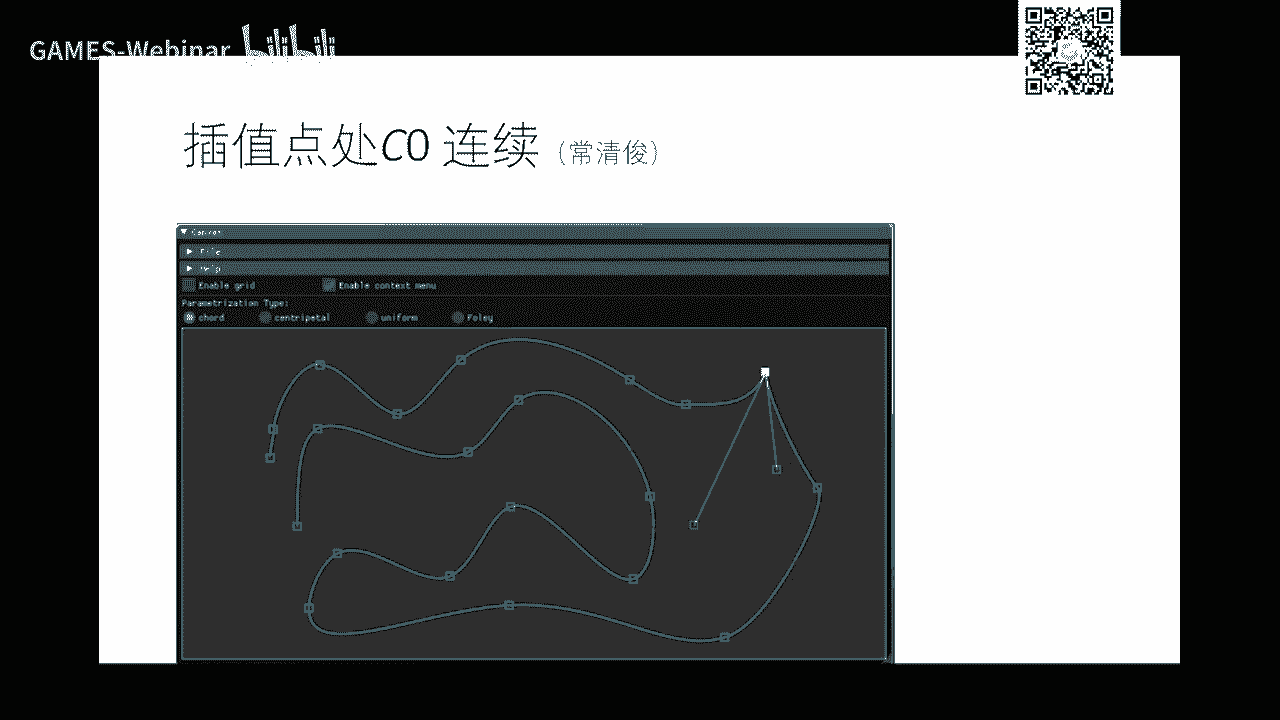 GAMES-Webinar bilibili
插值点处C0 连续 (常清俊)
Canvas
File
Help
Enable grid Enable context menu
Parametrization Type:
chord centripetal uniform Foley